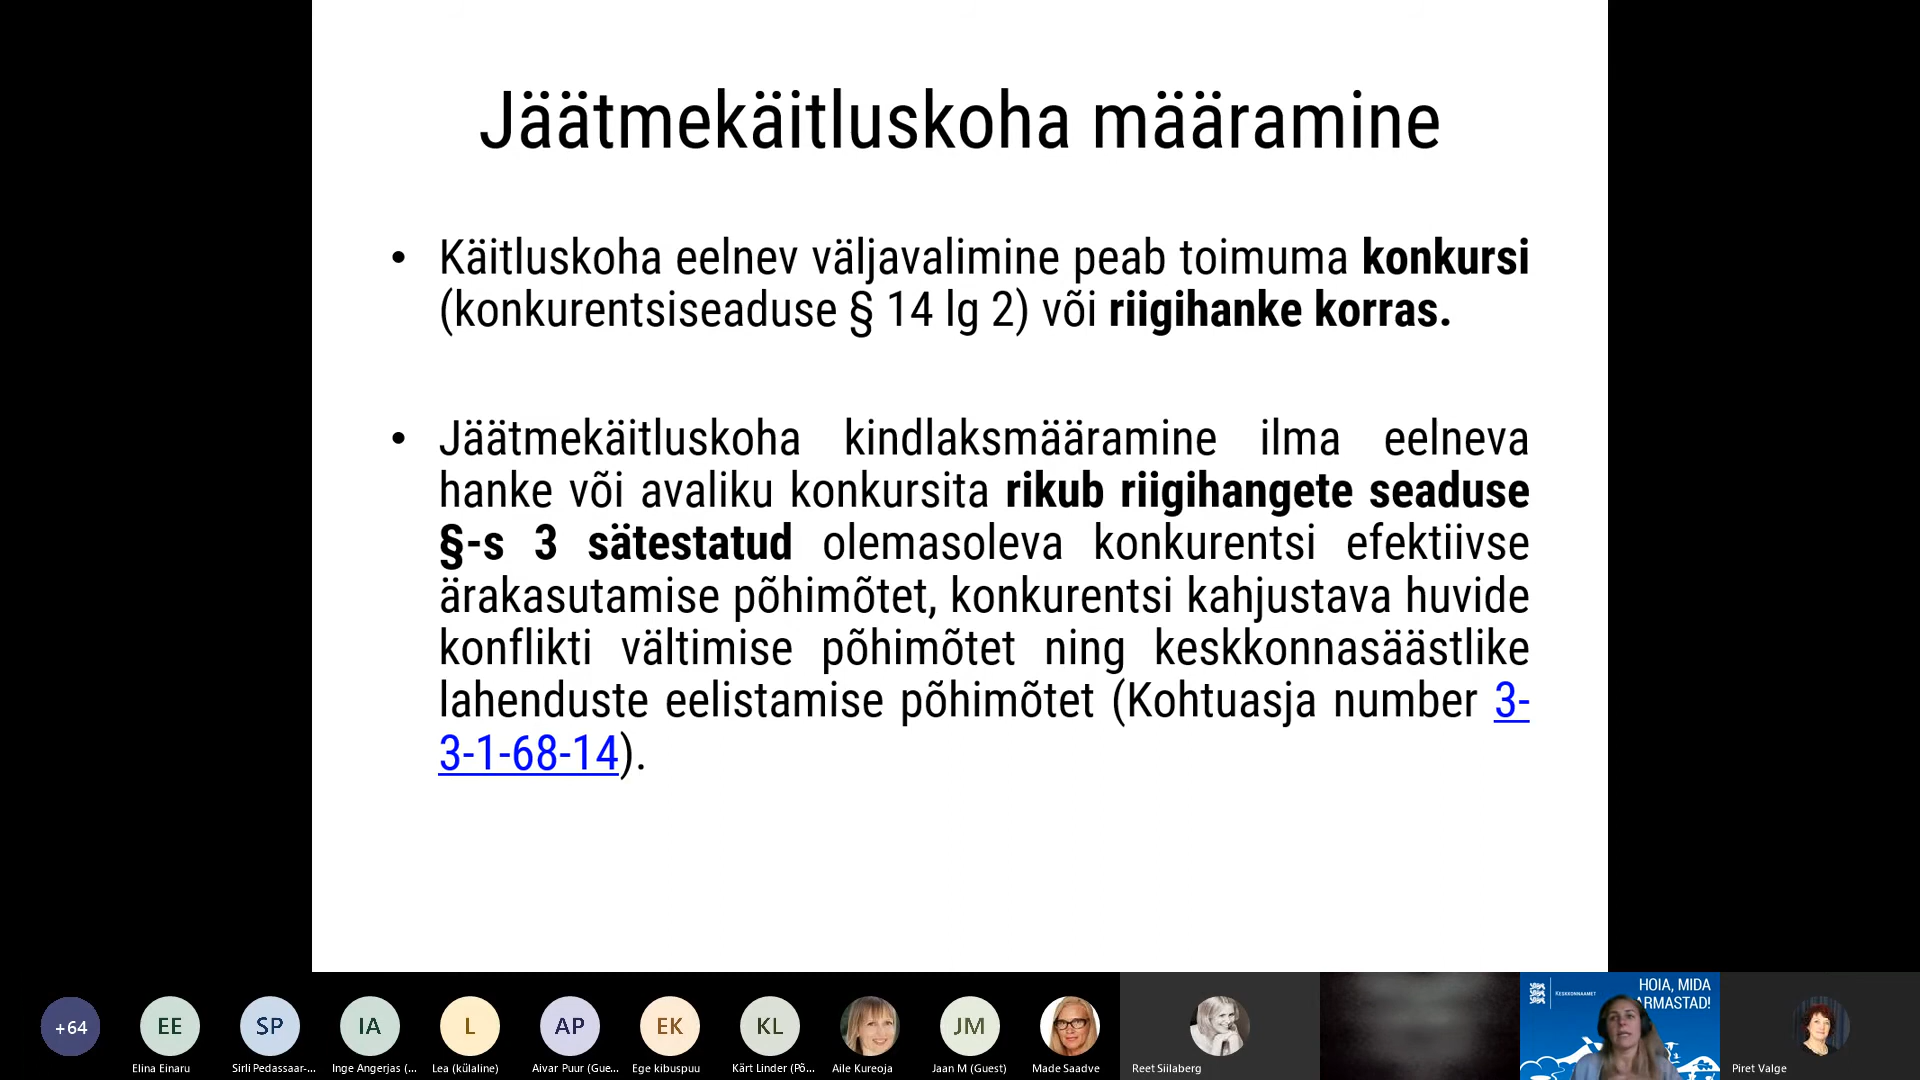 Jäätmekäitluskoha määramine
• Käitluskoha eelnev väljavalimine peab toimuma konkursi
(konkurentsiseaduse § 14 lg 2) või riigihanke korras.
• Jäätmekäitluskoha kindlaksmääramine ilma eelneva
hanke või avaliku konkursita rikub riigihangete seaduse
§-s 3 sätestatud olemasoleva konkurentsi efektiivse
ärakasutamise põhimõtet, konkurentsi kahjustava huvide
konflikti vältimise põhimõtet ning keskkonnasäästlike
lahenduste eelistamise põhimõtet (Kohtuasja number 3-
3-1-68-14).
+64
EE
SP
IA
L
AP
EK
KL
JM
KESKKONNAAMET
HOIA, MIDA
ARMASTAD!
Elina Einaru
Sirli Pedassaar-...
Inge Angerjas (...
Lea (külaline)
Aivar Puur (Gue...
Ege kibuspuu
Kärt Linder (Põ...
Aile Kureoja
Jaan M (Guest)
Made Saadve
Reet Siilaberg
Piret Valge